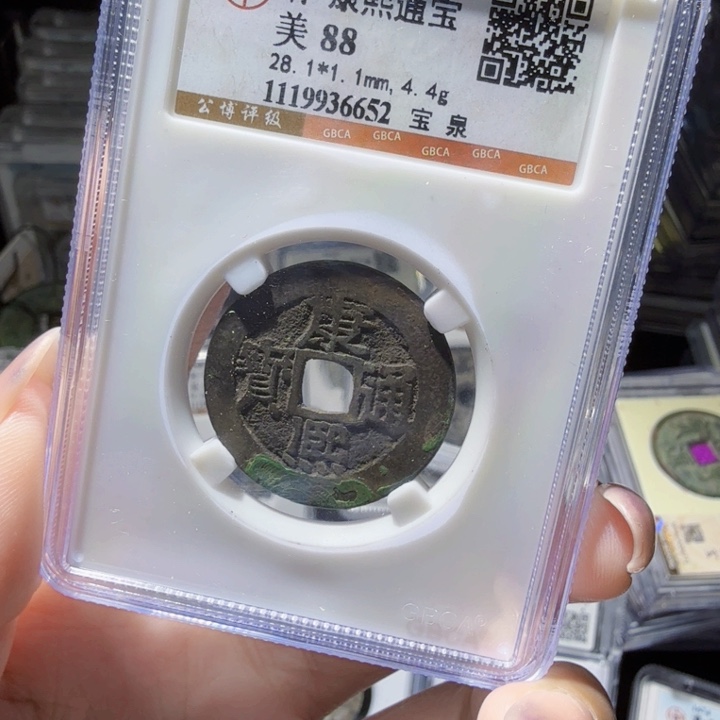 康熙通宝
美 88
28.1*1.1mm, 4.4g
1119936652 宝 泉
公博评级
GBCA GBCA GBCA GBCA GBCA
康
寶 通
熙